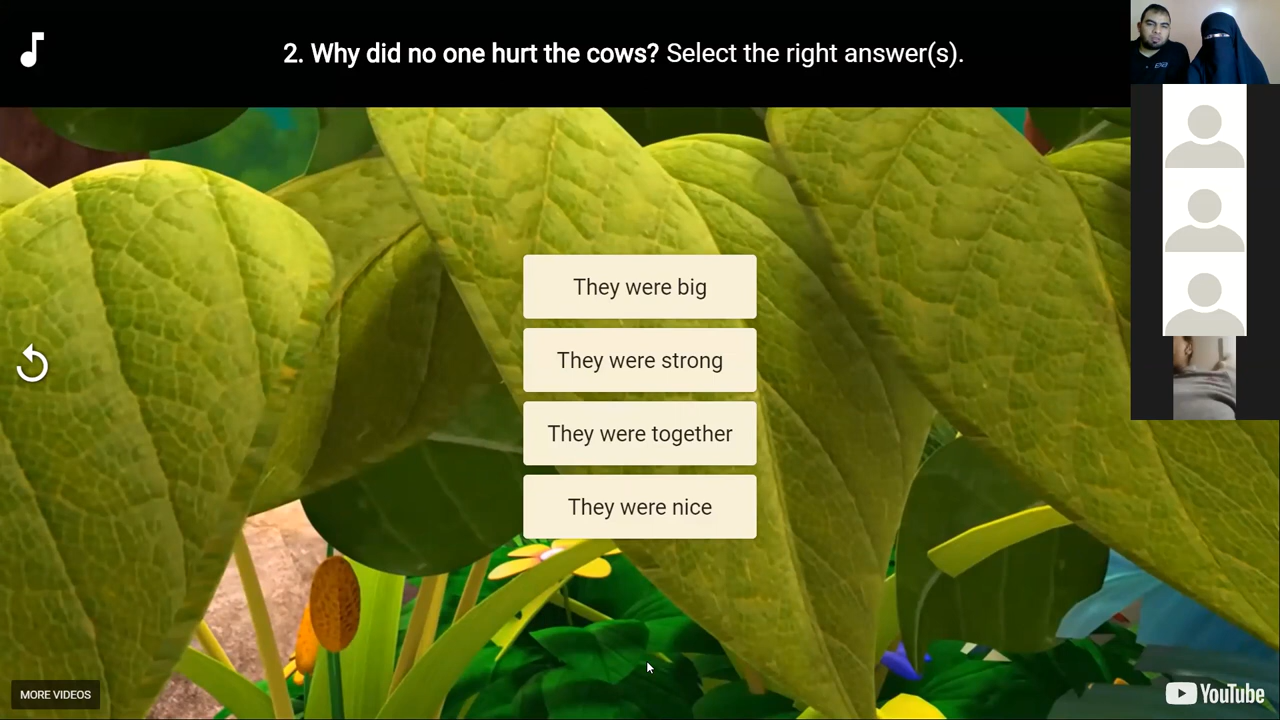 2. Why did no one hurt the cows? Select the right answer(s).
They were big
They were strong
They were together
They were nice
MORE VIDEOS
YouTube